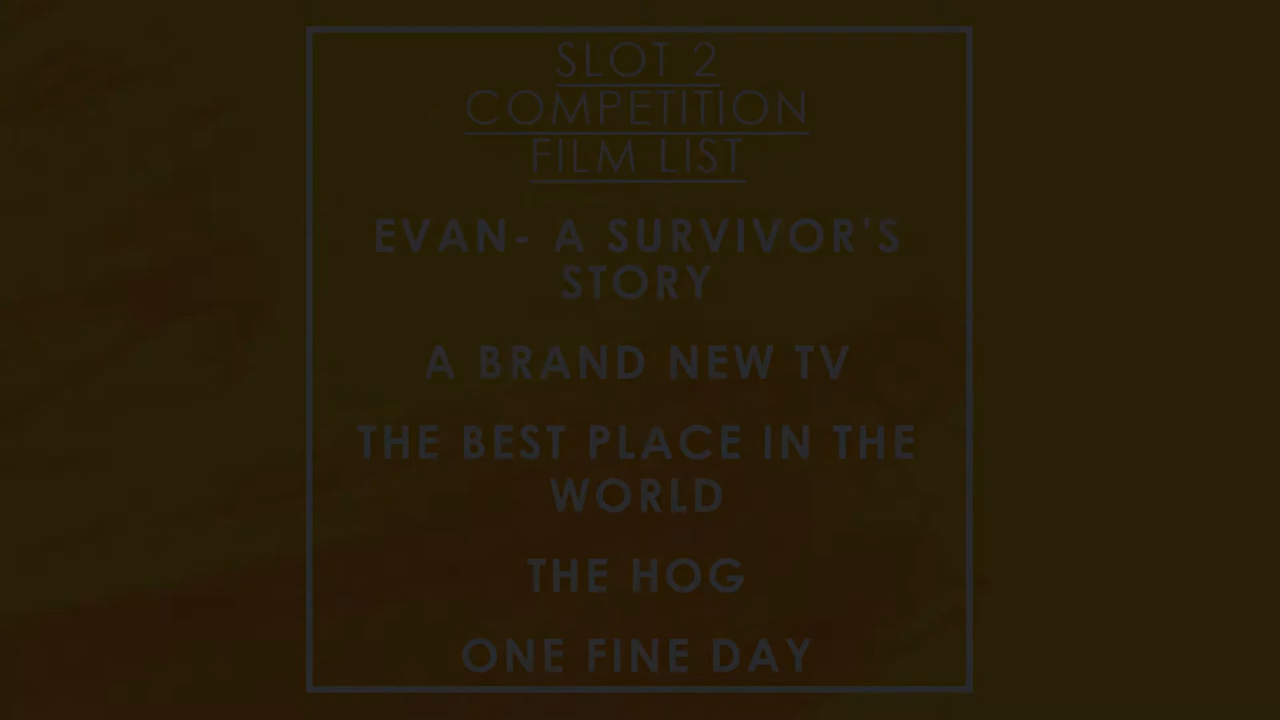 SLOT 2
COMPETITION
FILM LIST
EVAN- A SURVIVOR'S
STORY
A BRAND NEW TV
THE BEST PLACE IN THE
WORLD
THE HOG
ONE FINE DAY